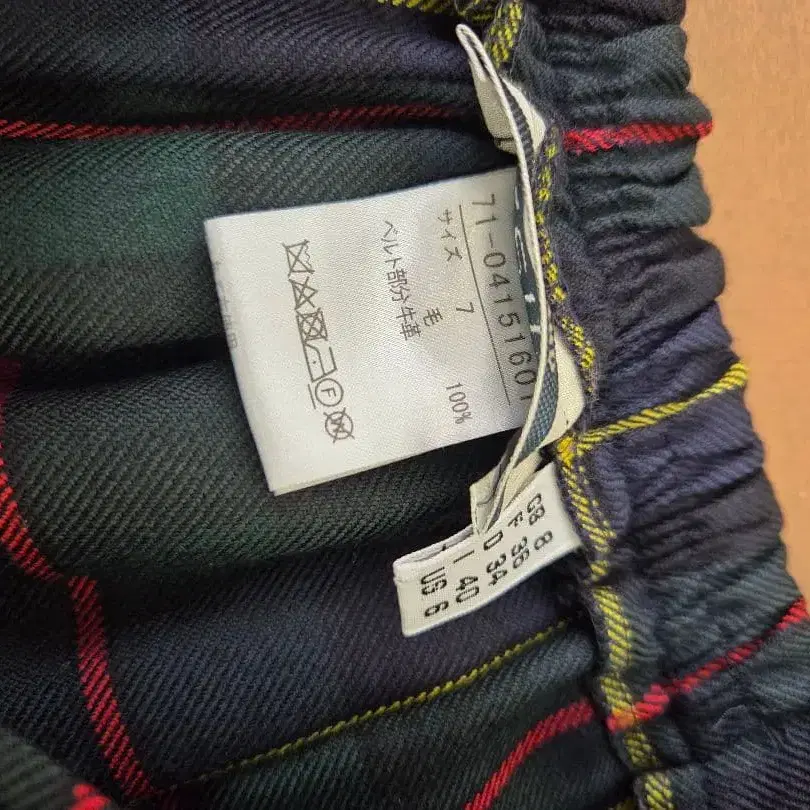 71-04151601
サイズ 7
毛 100%
ベルト部分牛革
F
GB 8
F 36
D 34
I 40
US 6